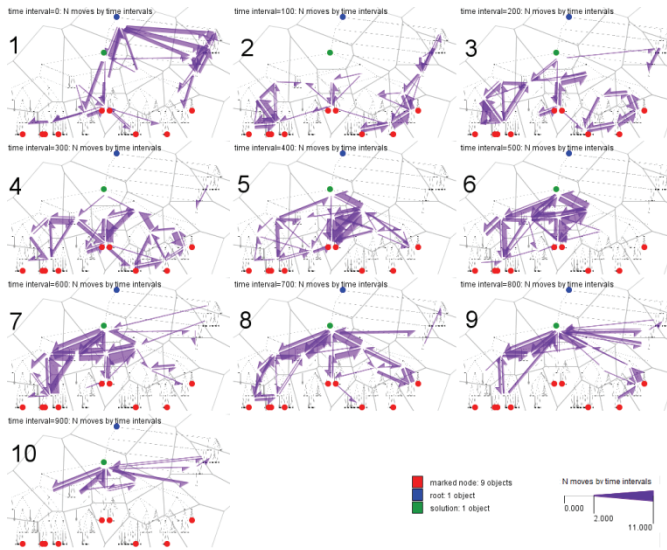 time interval=0: N moves by time intervals
time interval=100: N moves by time intervals
time interval=200: N moves by time intervals
1
2
3
time interval=300: N moves by time intervals
time interval=400: N moves by time intervals
time interval=500: N moves by time intervals
4
5
6
time interval=600: N moves by time intervals
time interval=700: N moves by time intervals
time interval=800: N moves by time intervals
7
8
9
time interval=900: N moves by time intervals
10
marked node: 9 objects
root: 1 object
solution: 1 object
N moves by time intervals
0.000
2.000
11.000